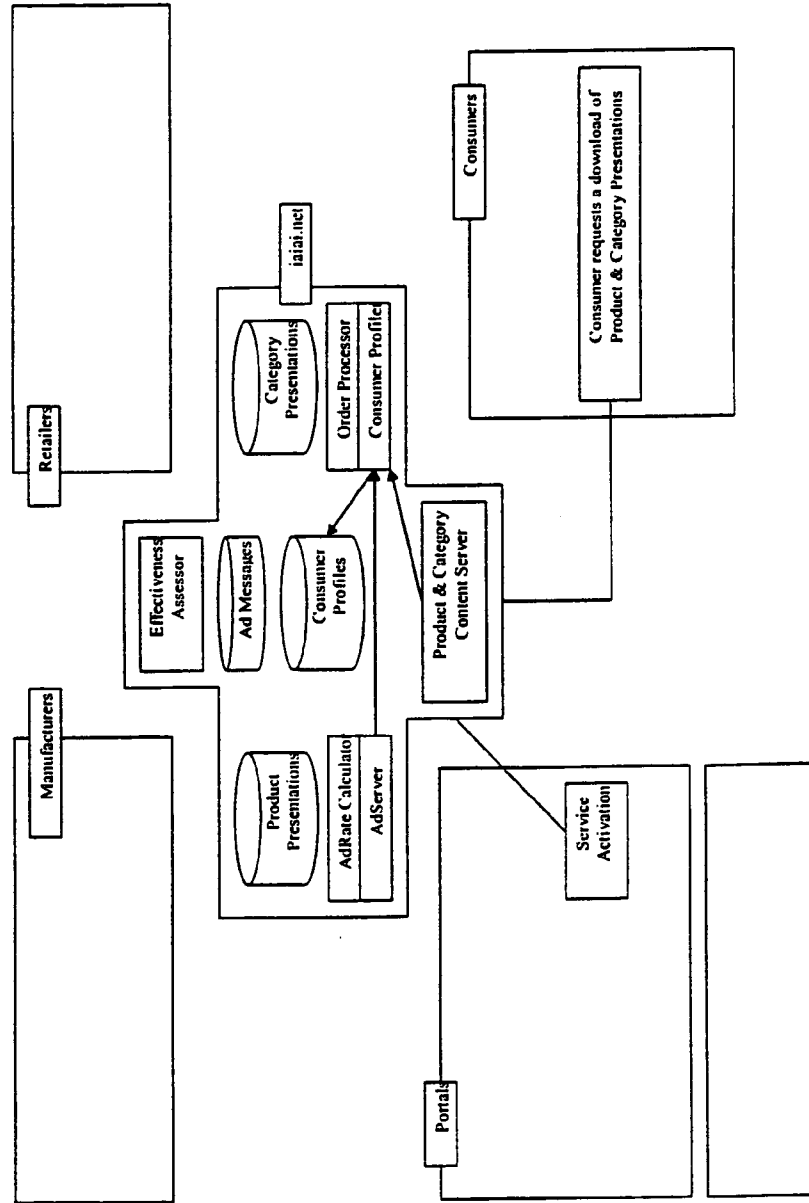 Manufacturers
Retailers
Effectiveness
Assessor
Ad Messages
Product
Presentations
Consumer
Profiles
Category
Presentations
iaiai.net
AdRate Calculator
AdServer
Order Processor
Consumer Profiler
Product & Category
Content Server
Portals
Service
Activation
Consumers
Consumer requests a download of
Product & Category Presentations